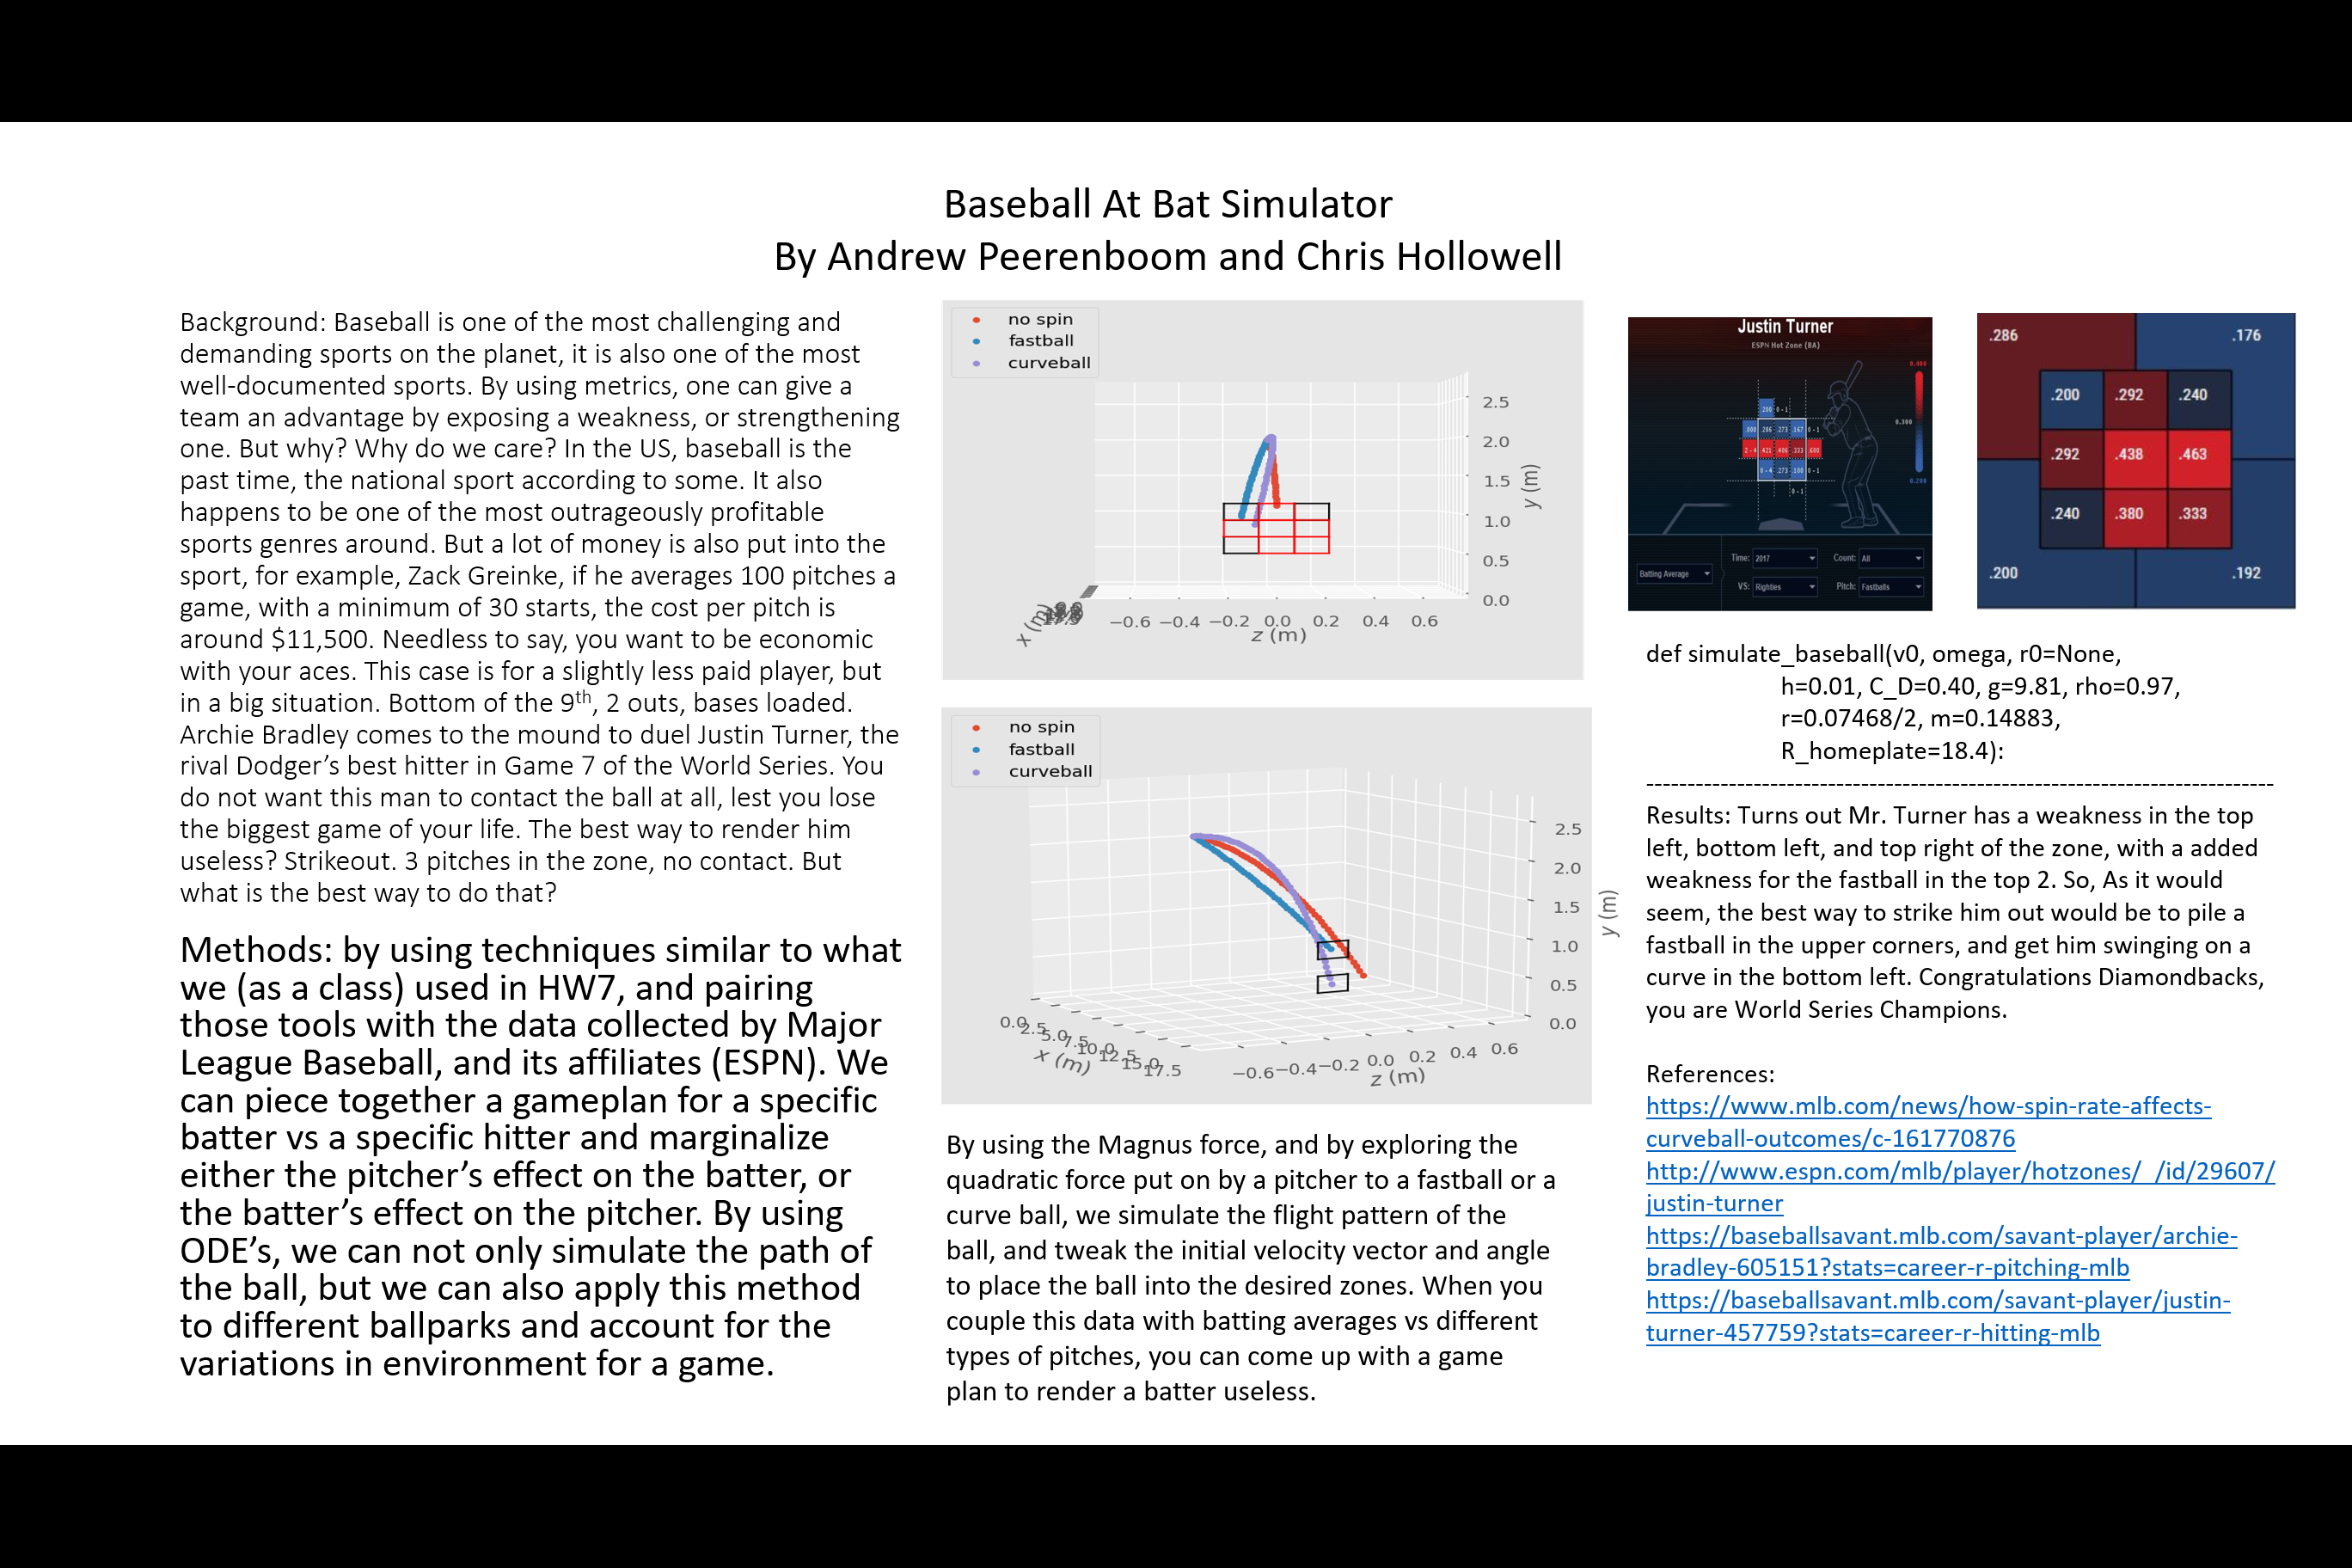 Baseball At Bat Simulator
By Andrew Peerenboom and Chris Hollowell
Background: Baseball is one of the most challenging and
demanding sports on the planet, it is also one of the most
well-documented sports. By using metrics, one can give a
team an advantage by exposing a weakness, or strengthening
one. But why? Why do we care? In the US, baseball is the
past time, the national sport according to some. It also
happens to be one of the most outrageously profitable
sports genres around. But a lot of money is also put into the
sport, for example, Zack Greinke, if he averages 100 pitches a
game, with a minimum of 30 starts, the cost per pitch is
around $11,500. Needless to say, you want to be economic
with your aces. This case is for a slightly less paid player, but
in a big situation. Bottom of the 9th, 2 outs, bases loaded.
Archie Bradley comes to the mound to duel Justin Turner, the
rival Dodger's best hitter in Game 7 of the World Series. You
do not want this man to contact the ball at all, lest you lose
the biggest game of your life. The best way to render him
useless? Strikeout. 3 pitches in the zone, no contact. But
what is the best way to do that?
Methods: by using techniques similar to what
we (as a class) used in HW7, and pairing
those tools with the data collected by Major
League Baseball, and its affiliates (ESPN). We
can piece together a gameplan for a specific
batter vs a specific hitter and marginalize
either the pitcher's effect on the batter, or
the batter's effect on the pitcher. By using
ODE's, we can not only simulate the path of
the ball, but we can also apply this method
to different ballparks and account for the
variations in environment for a game.
no spin
fastball
curveball
2.5
2.0
1.5
1.0
0.5
0.0
y (m)
x (m)
−0.6 −0.4 −0.2 0.0 0.2 0.4 0.6
z (m)
no spin
fastball
curveball
2.5
2.0
1.5
1.0
0.5
0.0
y (m)
0.0 2.5 5.0 7.5 10.0 12.5 15.0 17.5
x (m)
−0.6 −0.4 −0.2 0.0 0.2 0.4 0.6
z (m)
By using the Magnus force, and by exploring the
quadratic force put on by a pitcher to a fastball or a
curve ball, we simulate the flight pattern of the
ball, and tweak the initial velocity vector and angle
to place the ball into the desired zones. When you
couple this data with batting averages vs different
types of pitches, you can come up with a game
plan to render a batter useless.
Justin Turner
ESPN Hot Zone (BA)
Batting Average
Time: 2017 Count: All
VS: Righties Pitch: Fastballs
.286 .176
.200 .292 .240
.292 .438 .463
.240 .380 .333
.200 .192
def simulate_baseball(v0, omega, r0=None,
h=0.01, C_D=0.40, g=9.81, rho=0.97,
r=0.07468/2, m=0.14883,
R_homeplate=18.4):
-----------------------------------------------------------------------------
Results: Turns out Mr. Turner has a weakness in the top
left, bottom left, and top right of the zone, with a added
weakness for the fastball in the top 2. So, As it would
seem, the best way to strike him out would be to pile a
fastball in the upper corners, and get him swinging on a
curve in the bottom left. Congratulations Diamondbacks,
you are World Series Champions.
References:
https://www.mlb.com/news/how-spin-rate-affects-
curveball-outcomes/c-161770876
http://www.espn.com/mlb/player/hotzones/_/id/29607/
justin-turner
https://baseballsavant.mlb.com/savant-player/archie-
bradley-605151?stats=career-r-pitching-mlb
https://baseballsavant.mlb.com/savant-player/justin-
turner-457759?stats=career-r-hitting-mlb